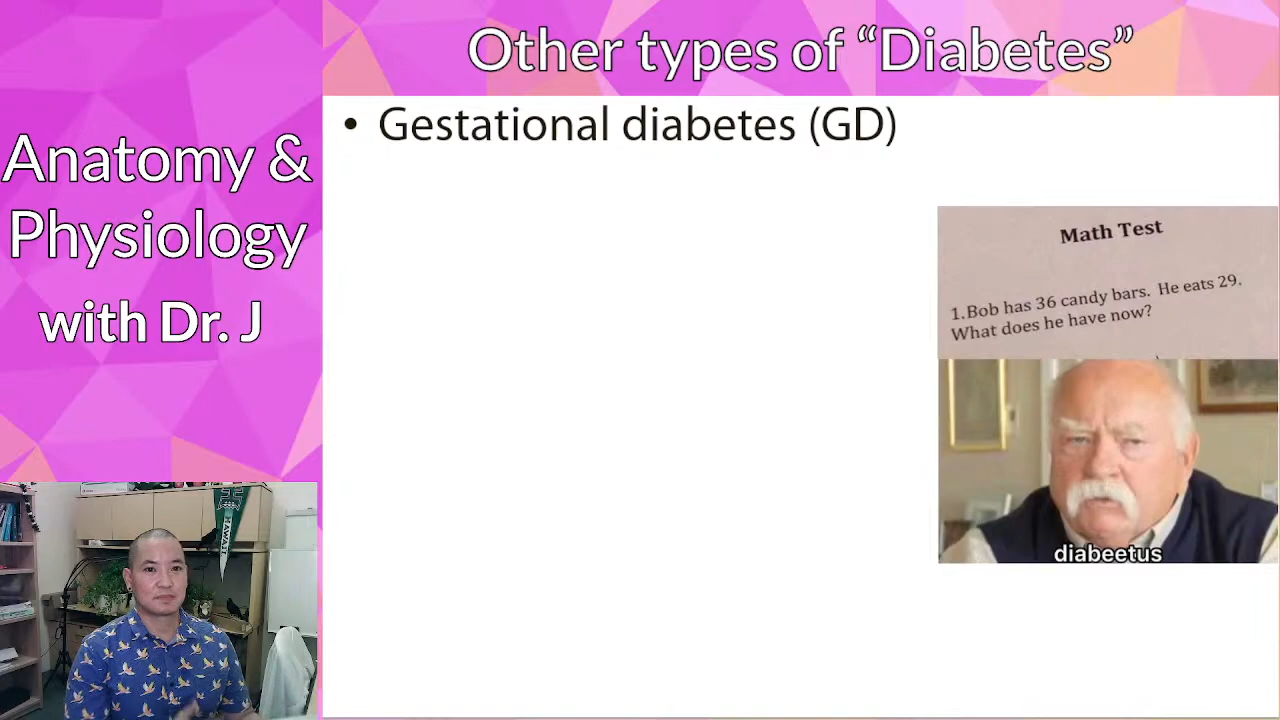 Anatomy &
Physiology
with Dr. J
Other types of “Diabetes”
• Gestational diabetes (GD)
Math Test
1.Bob has 36 candy bars. He eats 29.
What does he have now?
diabeetus
HAWAII